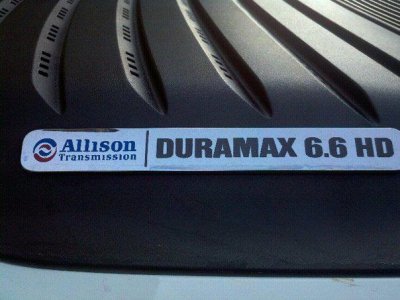 Allison DURAMAX 6.6 HD
Transmission